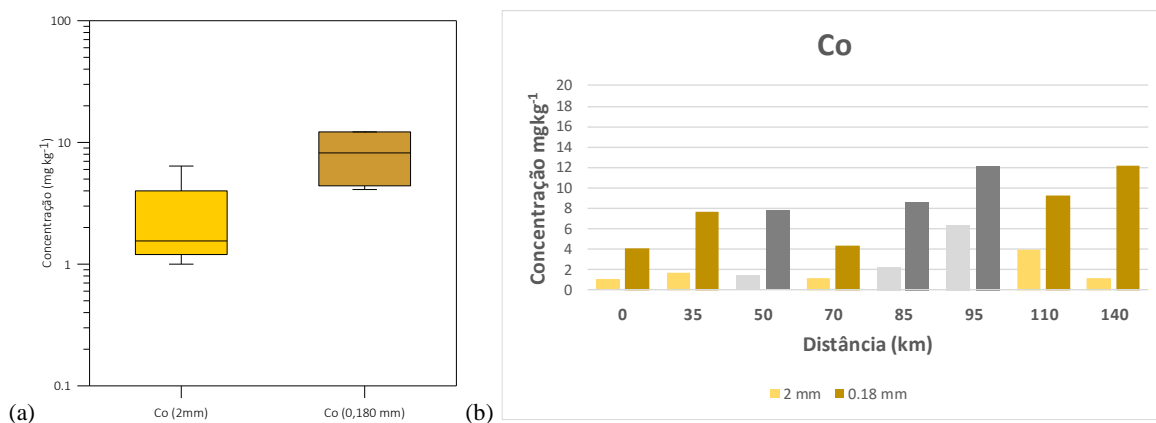 100
10
1
0.1
Concentração (mg kg⁻¹)
Co (2mm) Co (0,180 mm)
(a)
Co
Concentração mgkg⁻¹
20
18
16
14
12
10
8
6
4
2
0
0 35 50 70 85 95 110 140
Distância (km)
2 mm 0.18 mm
(b)